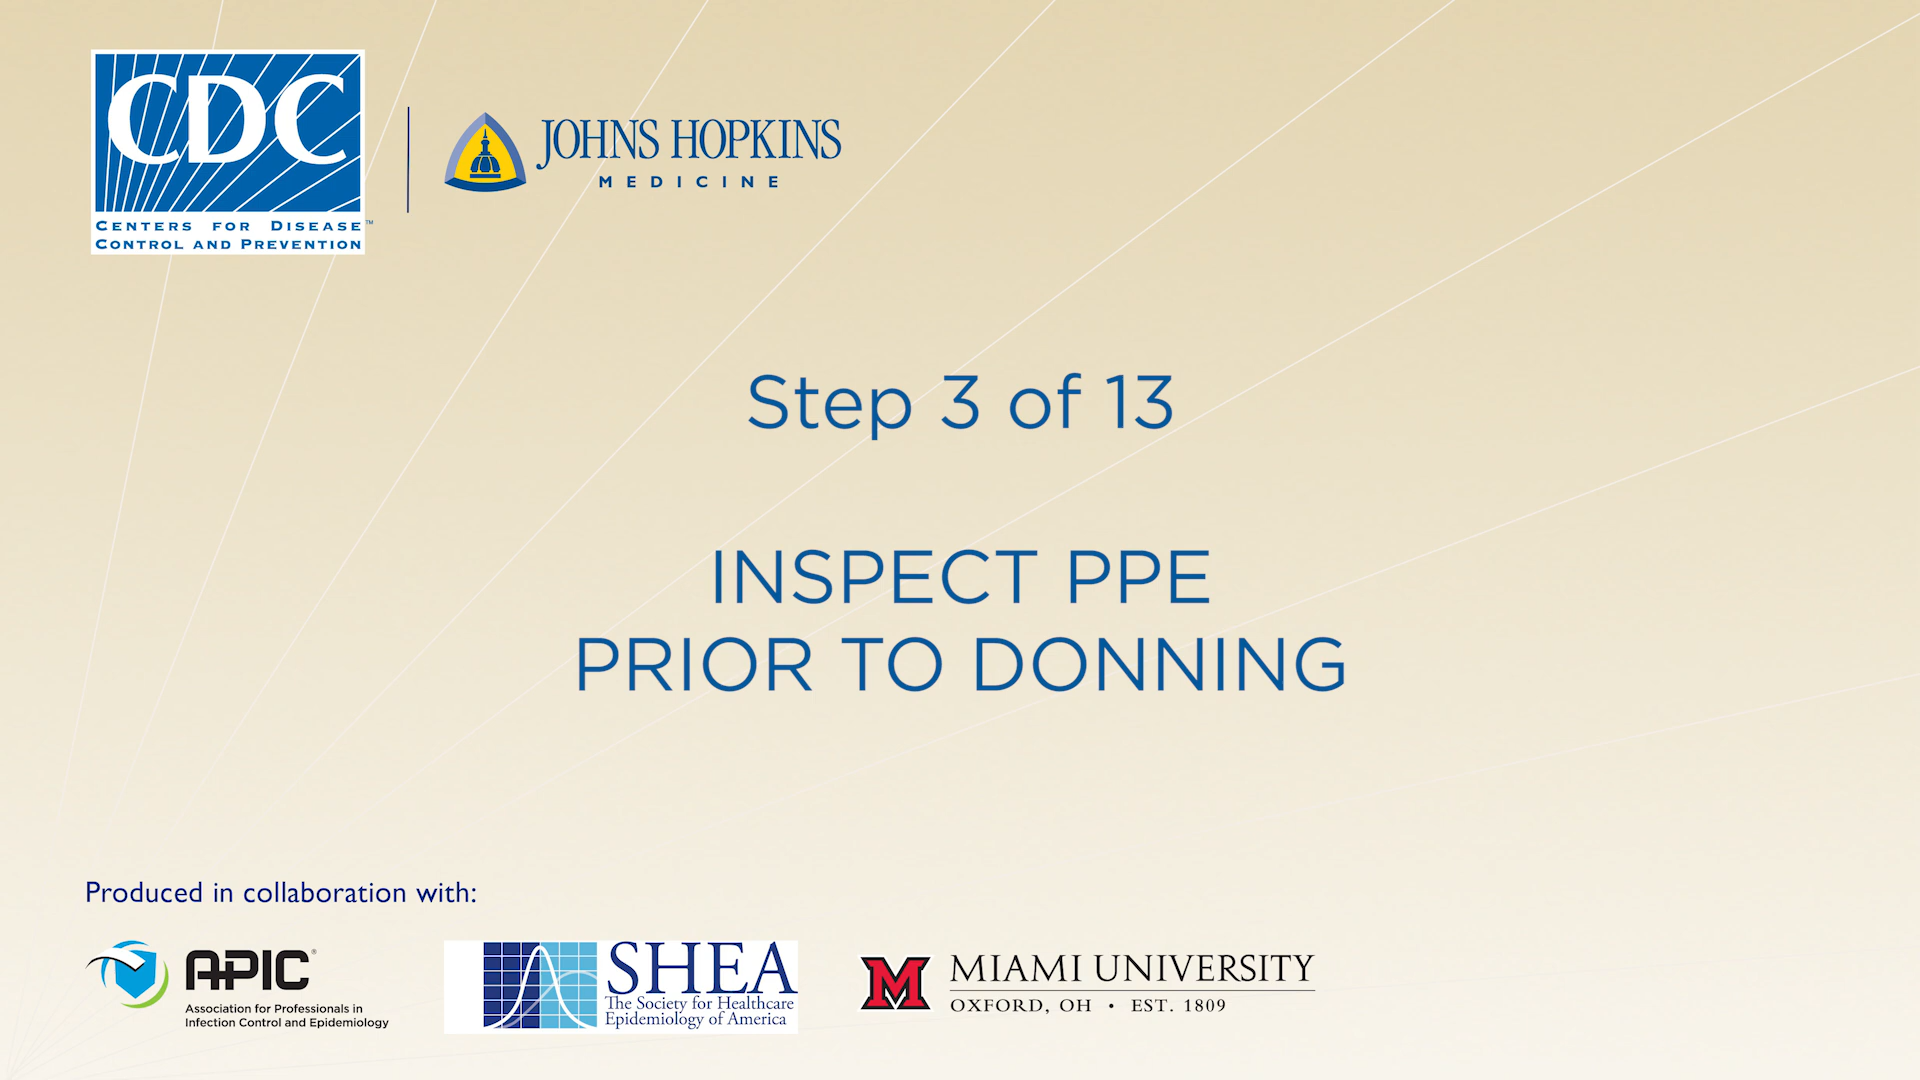 CDC
CENTERS FOR DISEASE™
CONTROL AND PREVENTION
JOHNS HOPKINS
MEDICINE
Step 3 of 13
INSPECT PPE
PRIOR TO DONNING
Produced in collaboration with:
APIC®
Association for Professionals in
Infection Control and Epidemiology
SHEA
The Society for Healthcare
Epidemiology of America
M
MIAMI UNIVERSITY
OXFORD, OH • EST. 1809